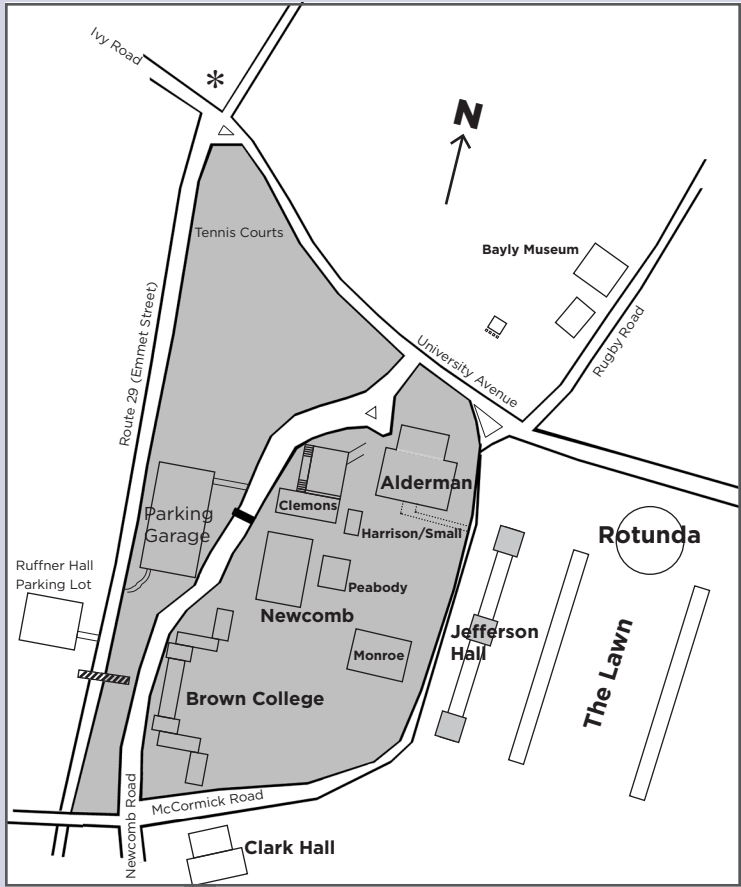 Ivy Road
*
N
Tennis Courts
Bayly Museum
Rugby Road
Route 29 (Emmet Street)
University Avenue
Alderman
Parking
Garage
Clemons
Harrison/Small
Rotunda
Ruffner Hall
Parking Lot
Peabody
Newcomb
Jefferson
Hall
Monroe
The Lawn
Brown College
Newcomb Road
McCormick Road
Clark Hall